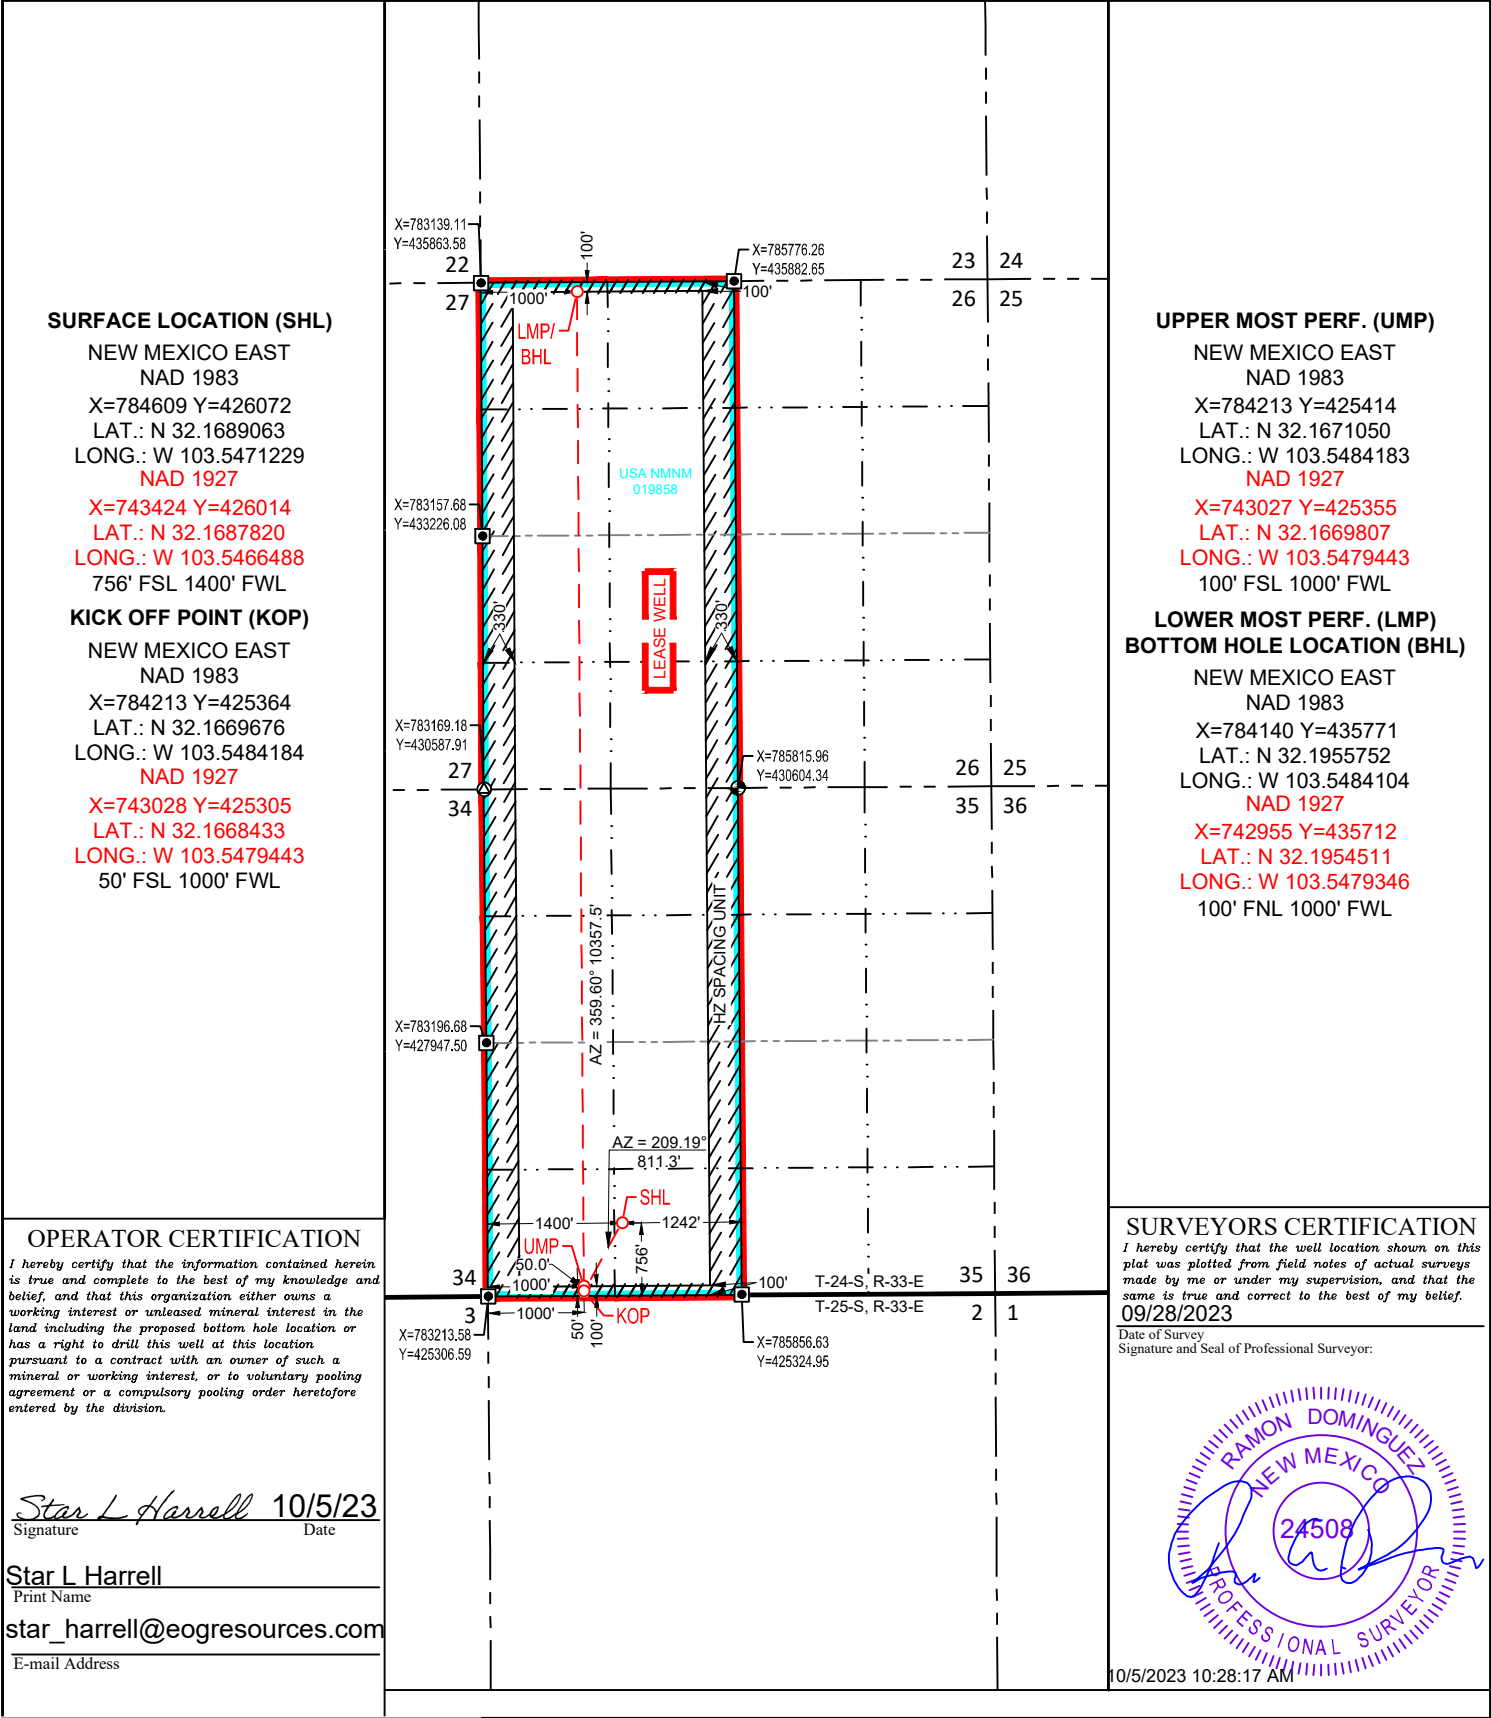 SURFACE LOCATION (SHL)
NEW MEXICO EAST
NAD 1983
X=784609 Y=426072
LAT.: N 32.1689063
LONG.: W 103.5471229
NAD 1927
X=743424 Y=426014
LAT.: N 32.1687820
LONG.: W 103.5466488
756' FSL 1400' FWL
KICK OFF POINT (KOP)
NEW MEXICO EAST
NAD 1983
X=784213 Y=425364
LAT.: N 32.1669676
LONG.: W 103.5484184
NAD 1927
X=743028 Y=425305
LAT.: N 32.1668433
LONG.: W 103.5479443
50' FSL 1000' FWL
OPERATOR CERTIFICATION
I hereby certify that the information contained herein
is true and complete to the best of my knowledge and
belief, and that this organization either owns a
working interest or unleased mineral interest in the
land including the proposed bottom hole location or
has a right to drill this well at this location
pursuant to a contract with an owner of such a
mineral or working interest, or to voluntary pooling
agreement or a compulsory pooling order heretofore
entered by the division.
Star L Harrell 10/5/23
Signature Date
Star L Harrell
Print Name
star_harrell@eogresources.com
E-mail Address
X=783139.11
Y=435863.58
22
27
100'
X=785776.26
Y=435882.65
23 24
26 25
1000'
100'
LMP/
BHL
USA NMNM
019858
X=783157.68
Y=433226.08
330'
LEASE WELL
330'
X=783169.18
Y=430587.91
27
34
X=785815.96
Y=430604.34
26 25
35 36
AZ = 359.60° 10357.5'
HZ SPACING UNIT
X=783196.68
Y=427947.50
AZ = 209.19°
811.3'
SHL
1400'
1242'
UMP
756'
50.0'
34
1000'
100'
T-24-S, R-33-E
35 36
3
1000'
50'
100'
KOP
T-25-S, R-33-E
2 1
X=783213.58
Y=425306.59
X=785856.63
Y=425324.95
UPPER MOST PERF. (UMP)
NEW MEXICO EAST
NAD 1983
X=784213 Y=425414
LAT.: N 32.1671050
LONG.: W 103.5484183
NAD 1927
X=743027 Y=425355
LAT.: N 32.1669807
LONG.: W 103.5479443
100' FSL 1000' FWL
LOWER MOST PERF. (LMP)
BOTTOM HOLE LOCATION (BHL)
NEW MEXICO EAST
NAD 1983
X=784140 Y=435771
LAT.: N 32.1955752
LONG.: W 103.5484104
NAD 1927
X=742955 Y=435712
LAT.: N 32.1954511
LONG.: W 103.5479346
100' FNL 1000' FWL
SURVEYORS CERTIFICATION
I hereby certify that the well location shown on this
plat was plotted from field notes of actual surveys
made by me or under my supervision, and that the
same is true and correct to the best of my belief.
09/28/2023
Date of Survey
Signature and Seal of Professional Surveyor:
RAMON DOMINGUEZ
NEW MEXICO
24508
PROFESSIONAL SURVEYOR
10/5/2023 10:28:17 AM